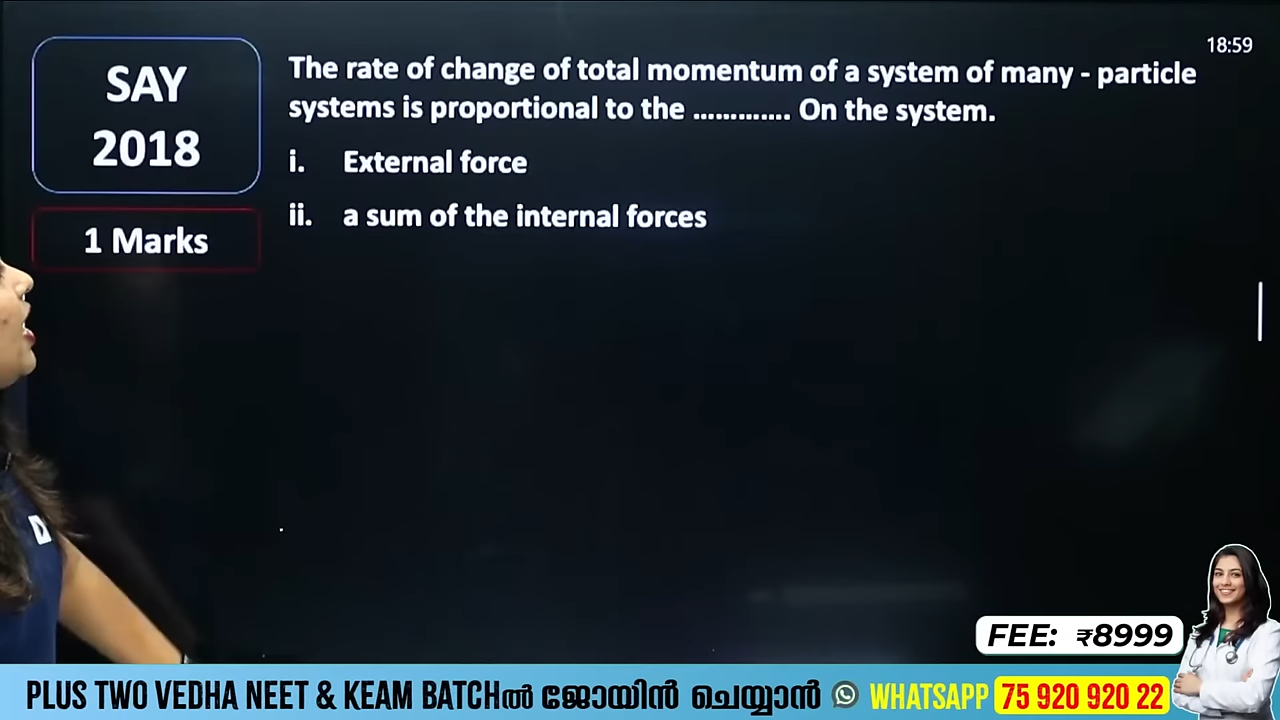 18:59
SAY
2018
1 Marks
The rate of change of total momentum of a system of many - particle
systems is proportional to the ............. On the system.
i. External force
ii. a sum of the internal forces
FEE: ₹8999
PLUS TWO VEDHA NEET & KEAM BATCHൽ ജോയിൻ ചെയ്യാൻ WHATSAPP 75 920 920 22